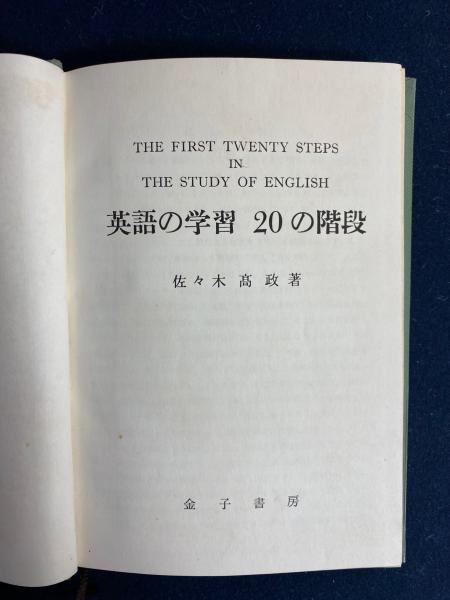 THE FIRST TWENTY STEPS
IN
THE STUDY OF ENGLISH
英語の学習 20の階段
佐々木髙政著
金子書房